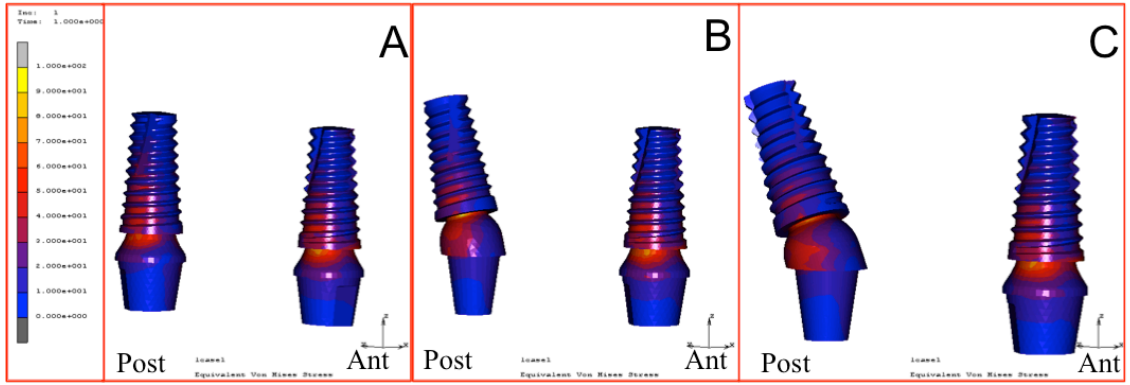 Inc: 1
Time: 1.000e+000
1.000e+002
9.000e+001
8.000e+001
7.000e+001
6.000e+001
5.000e+001
4.000e+001
3.000e+001
2.000e+001
1.000e+001
0.000e+000
A
Post
Ant
z
x
lcase1
Equivalent Von Mises Stress
B
Post
Ant
z
x
lcase1
Equivalent Von Mises Stress
C
Post
Ant
z
x
lcase1
Equivalent Von Mises Stress